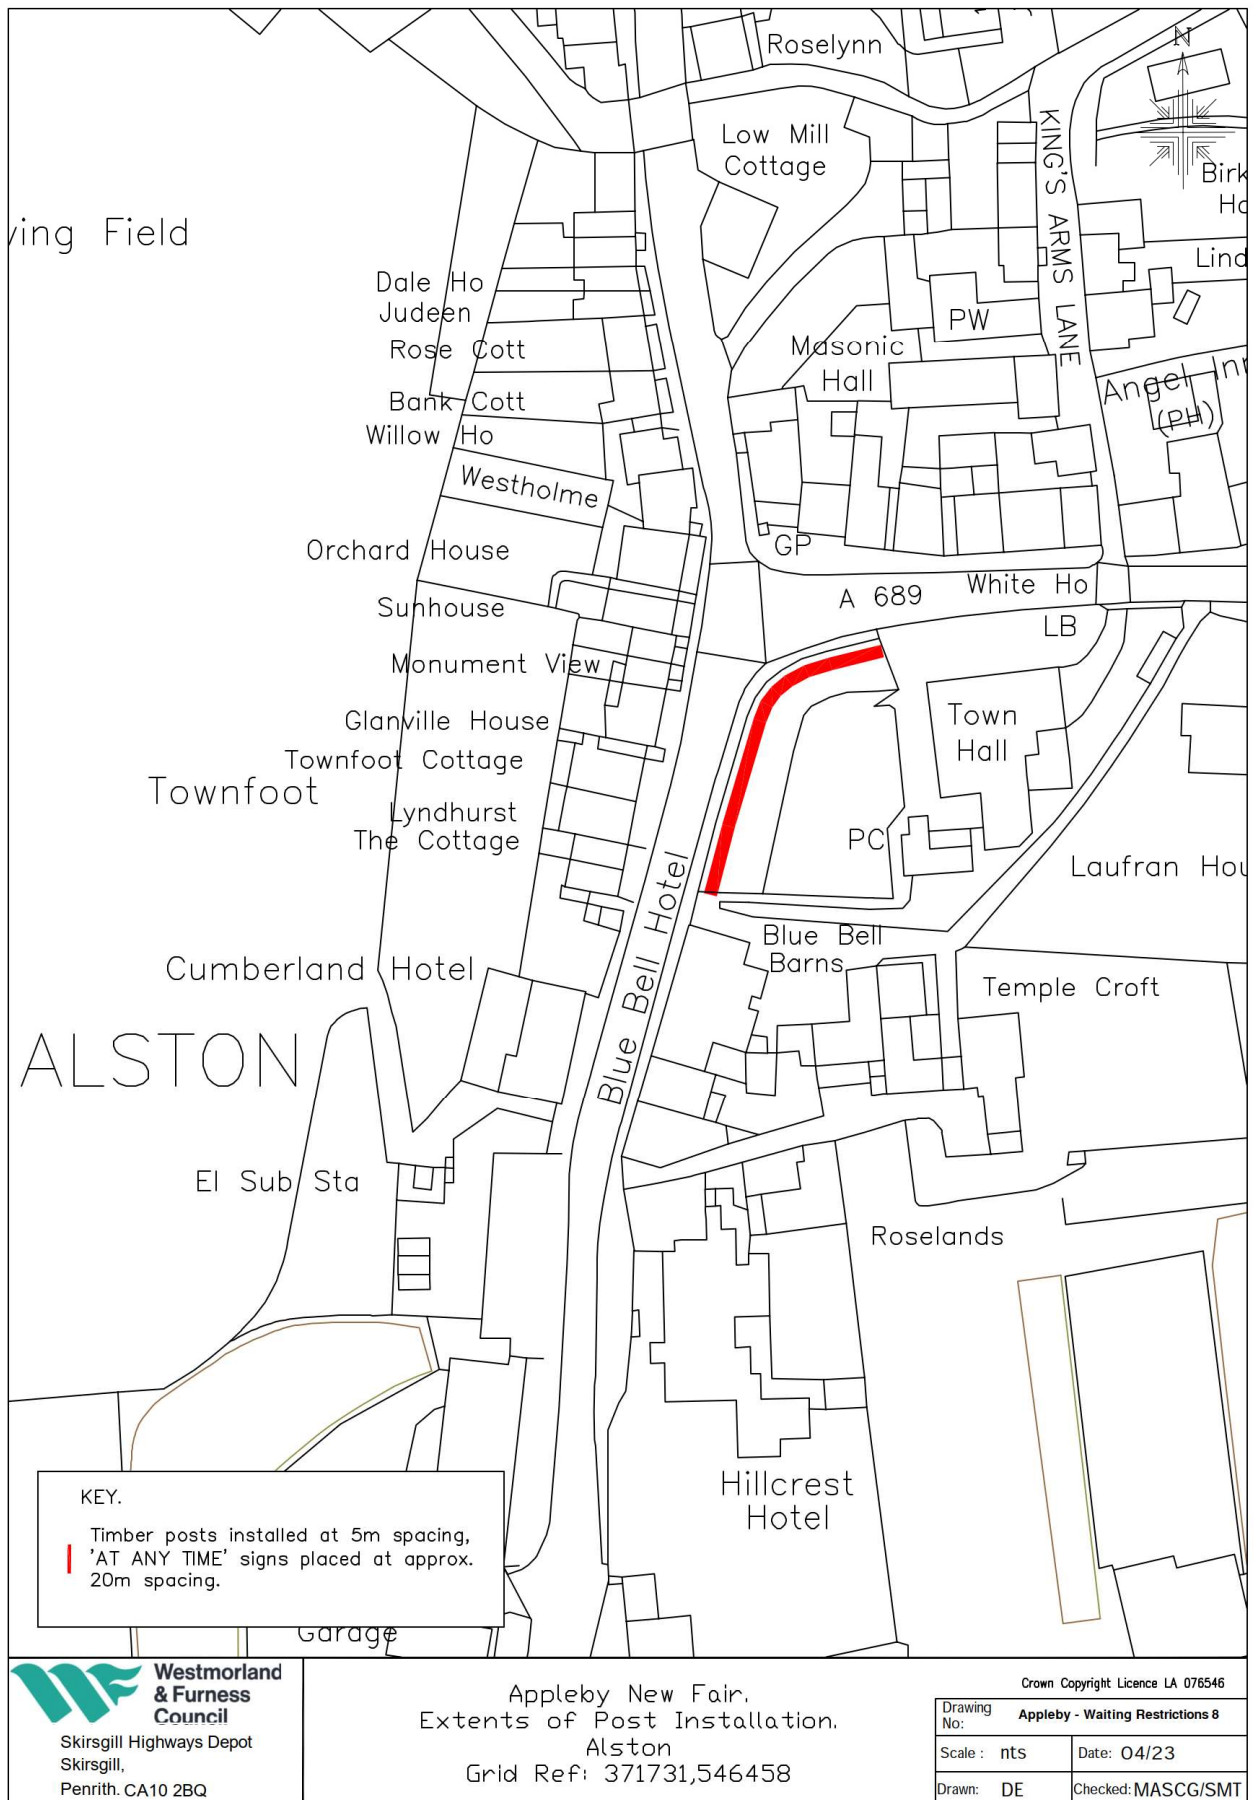 Roselynn
N
Low Mill
Cottage
KING'S ARMS LANE
Birk
Ho
ving Field
Lind
Dale Ho
Judeen
PW
Rose Cott
Masonic
Hall
Angel Inn
(PH)
Bank Cott
Willow Ho
Westholme
Orchard House
GP
A 689
White Ho
Sunhouse
LB
Monument View
Glanville House
Town
Hall
Townfoot Cottage
Townfoot
Lyndhurst
The Cottage
PC
Laufran Hou
Blue Bell Hotel
Blue Bell
Barns
Cumberland Hotel
Temple Croft
ALSTON
El Sub Sta
Roselands
Hillcrest
Hotel
KEY.
Timber posts installed at 5m spacing,
'AT ANY TIME' signs placed at approx.
20m spacing.
Garage
Westmorland
& Furness
Council
Skirsgill Highways Depot
Skirsgill,
Penrith. CA10 2BQ
Appleby New Fair.
Extents of Post Installation.
Alston
Grid Ref: 371731,546458
Crown Copyright Licence LA 076546
Drawing No: Appleby - Waiting Restrictions 8
Scale : nts Date: 04/23
Drawn: DE Checked: MASCG/SMT